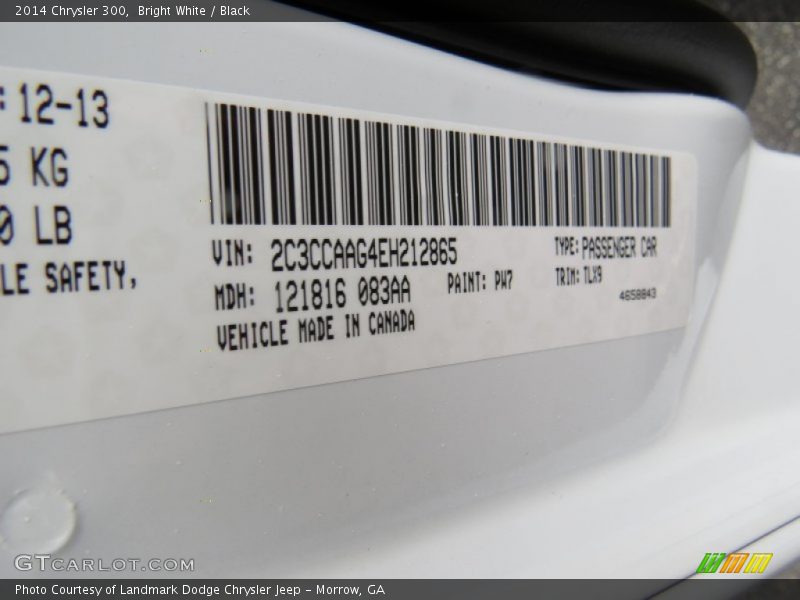 2014 Chrysler 300, Bright White / Black
: 12-13
5 KG
0 LB
LE SAFETY,
VIN: 2C3CCAAG4EH212865
TYPE: PASSENGER CAR
MDH: 121816 083AA
PAINT: PW7
TRIM: TLX9
4658843
VEHICLE MADE IN CANADA
GTCARLOT.COM
Photo Courtesy of Landmark Dodge Chrysler Jeep – Morrow, GA